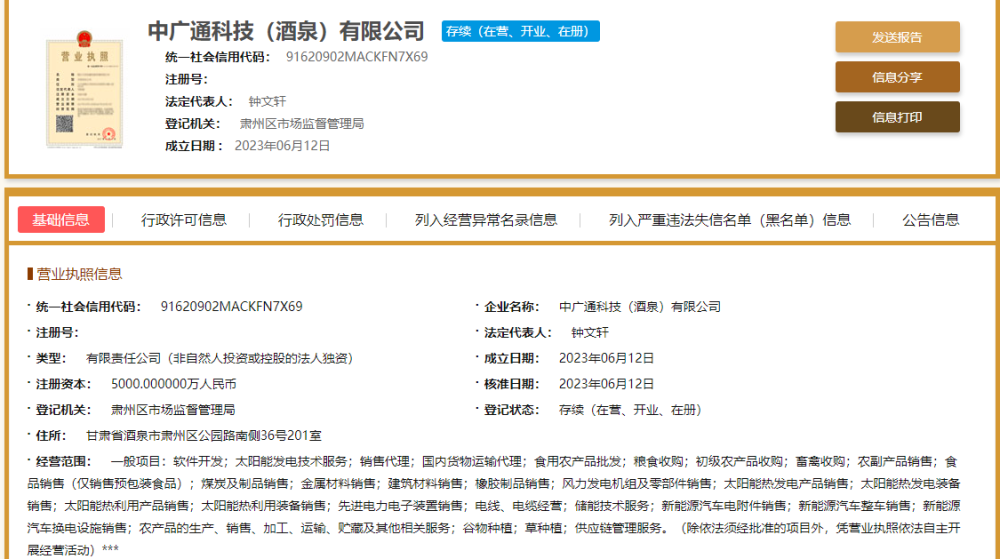 中广通科技（酒泉）有限公司
存续（在营、开业、在册）
统一社会信用代码： 91620902MACKFN7X69
注册号：
法定代表人： 钟文轩
登记机关： 肃州区市场监督管理局
成立日期： 2023年06月12日
营业执照
发送报告
信息分享
信息打印
基础信息
行政许可信息
行政处罚信息
列入经营异常名录信息
列入严重违法失信名单（黑名单）信息
公告信息
营业执照信息
· 统一社会信用代码： 91620902MACKFN7X69
· 企业名称： 中广通科技（酒泉）有限公司
· 注册号：
· 法定代表人： 钟文轩
· 类型： 有限责任公司（非自然人投资或控股的法人独资）
· 成立日期： 2023年06月12日
· 注册资本： 5000.000000万人民币
· 核准日期： 2023年06月12日
· 登记机关： 肃州区市场监督管理局
· 登记状态： 存续（在营、开业、在册）
· 住所： 甘肃省酒泉市肃州区公园路南侧36号201室
· 经营范围： 一般项目：软件开发；太阳能发电技术服务；销售代理；国内货物运输代理；食用农产品批发；粮食收购；初级农产品收购；畜禽收购；农副产品销售；食
品销售（仅销售预包装食品）；煤炭及制品销售；金属材料销售；建筑材料销售；橡胶制品销售；风力发电机组及零部件销售；太阳能热发电产品销售；太阳能热发电装备
销售；太阳能热利用产品销售；太阳能热利用装备销售；先进电力电子装置销售；电线、电缆经营；储能技术服务；新能源汽车电附件销售；新能源汽车整车销售；新能源
汽车换电设施销售；农产品的生产、销售、加工、运输、贮藏及其他相关服务；谷物种植；草种植；供应链管理服务。（除依法须经批准的项目外，凭营业执照依法自主开
展经营活动）***